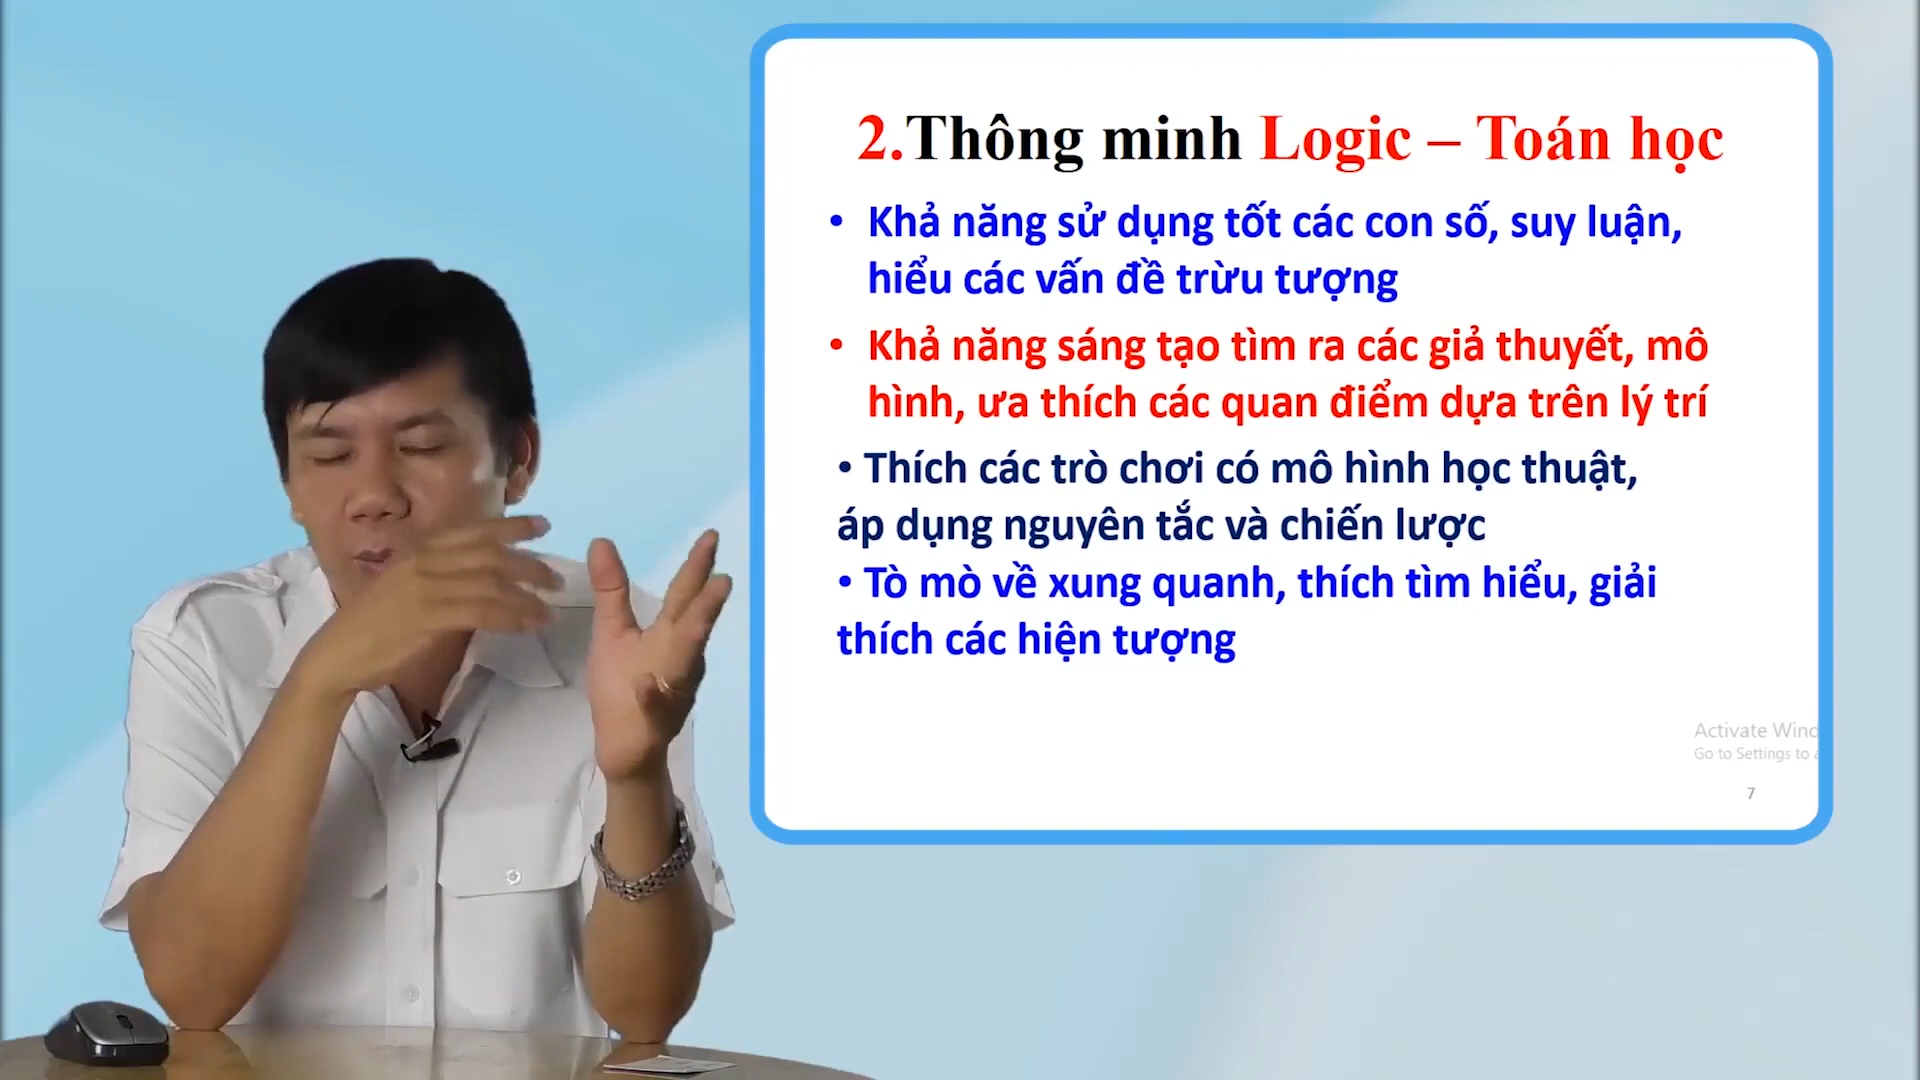 2.Thông minh Logic – Toán học
• Khả năng sử dụng tốt các con số, suy luận,
hiểu các vấn đề trừu tượng
• Khả năng sáng tạo tìm ra các giả thuyết, mô
hình, ưa thích các quan điểm dựa trên lý trí
• Thích các trò chơi có mô hình học thuật,
áp dụng nguyên tắc và chiến lược
• Tò mò về xung quanh, thích tìm hiểu, giải
thích các hiện tượng
Activate Wind
Go to Settings to a
7